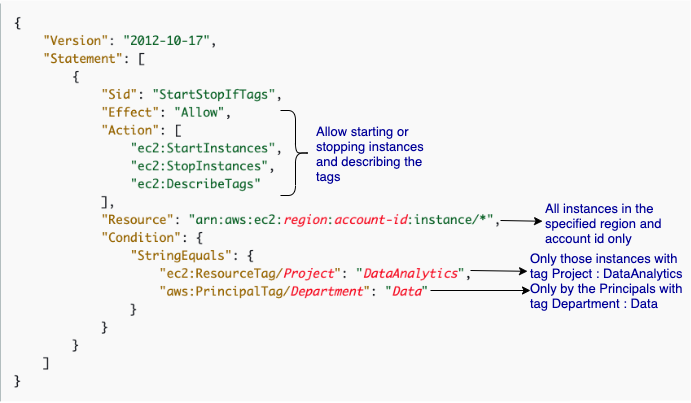 {
"Version": "2012-10-17",
"Statement": [
{
"Sid": "StartStopIfTags",
"Effect": "Allow",
"Action": [
"ec2:StartInstances",
"ec2:StopInstances",
"ec2:DescribeTags"
],
Allow starting or
stopping instances
and describing the
tags
"Resource": "arn:aws:ec2:region:account-id:instance/*",
All instances in the
specified region and
account id only
"Condition": {
"StringEquals": {
"ec2:ResourceTag/Project": "DataAnalytics",
Only those instances with
tag Project : DataAnalytics
"aws:PrincipalTag/Department": "Data"
Only by the Principals with
tag Department : Data
}
}
}
]
}